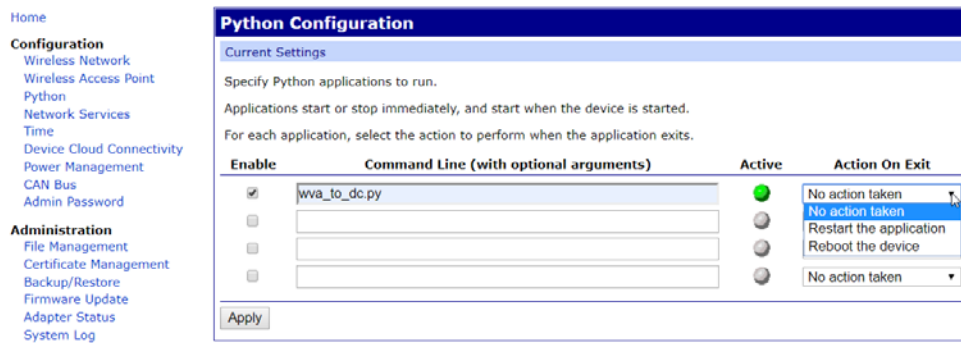 Home
Configuration
Wireless Network
Wireless Access Point
Python
Network Services
Time
Device Cloud Connectivity
Power Management
CAN Bus
Admin Password
Administration
File Management
Certificate Management
Backup/Restore
Firmware Update
Adapter Status
System Log
Python Configuration
Current Settings
Specify Python applications to run.
Applications start or stop immediately, and start when the device is started.
For each application, select the action to perform when the application exits.
Enable Command Line (with optional arguments) Active Action On Exit
wva_to_dc.py No action taken
No action taken
Restart the application
Reboot the device
No action taken
Apply